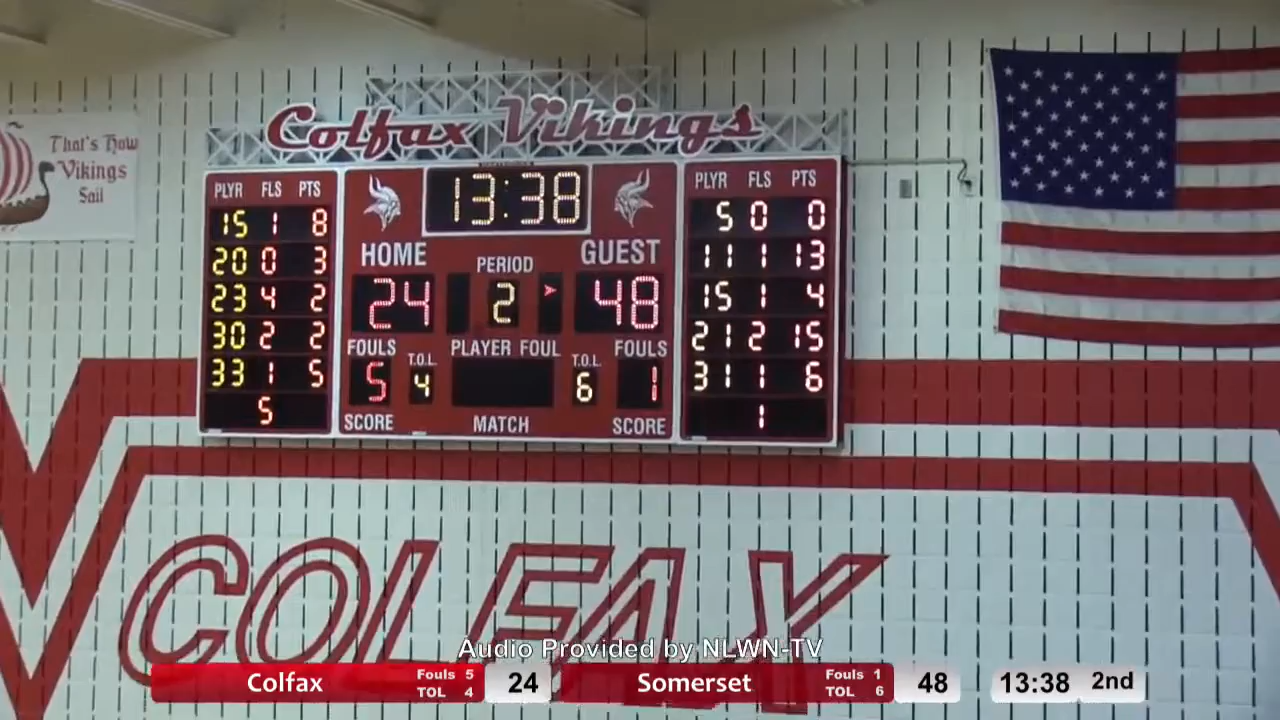 Colfax Vikings
That's How
Vikings
Sail
PLYR FLS PTS
15 1 8
20 0 3
23 4 2
30 2 2
33 1 5
5
13:38
HOME
GUEST
PERIOD
24
2
48
FOULS
T.O.L.
PLAYER FOUL
T.O.L.
FOULS
5
4
6
1
SCORE
MATCH
SCORE
PLYR FLS PTS
5 0 0
11 1 13
15 1 4
21 2 15
31 1 6
1
COLFAX
Audio Provided by NLWN-TV
Colfax
Fouls 5
TOL 4
24
Somerset
Fouls 1
TOL 6
48
13:38
2nd